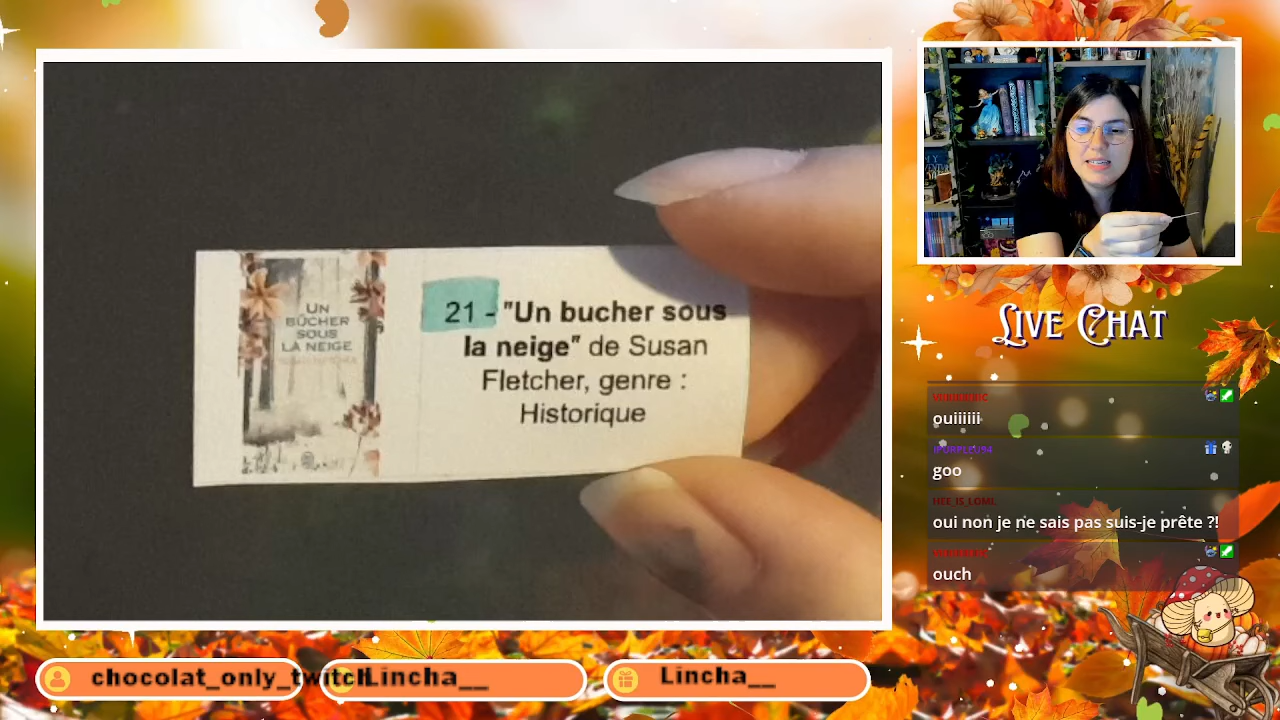 UN
BÛCHER
SOUS
LA NEIGE
21 - "Un bucher sous
la neige" de Susan
Fletcher, genre :
Historique
LIVE CHAT
ouiiiiii
goo
oui non je ne sais pas suis-je prête ?!
ouch
chocolat_only_twitch
Lincha__
Lincha__